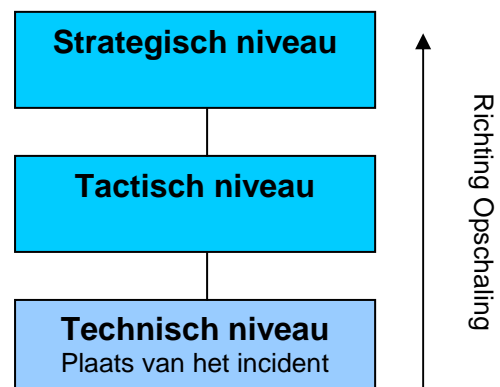 Strategisch niveau
Tactisch niveau
Technisch niveau
Plaats van het incident
Richting Opschaling